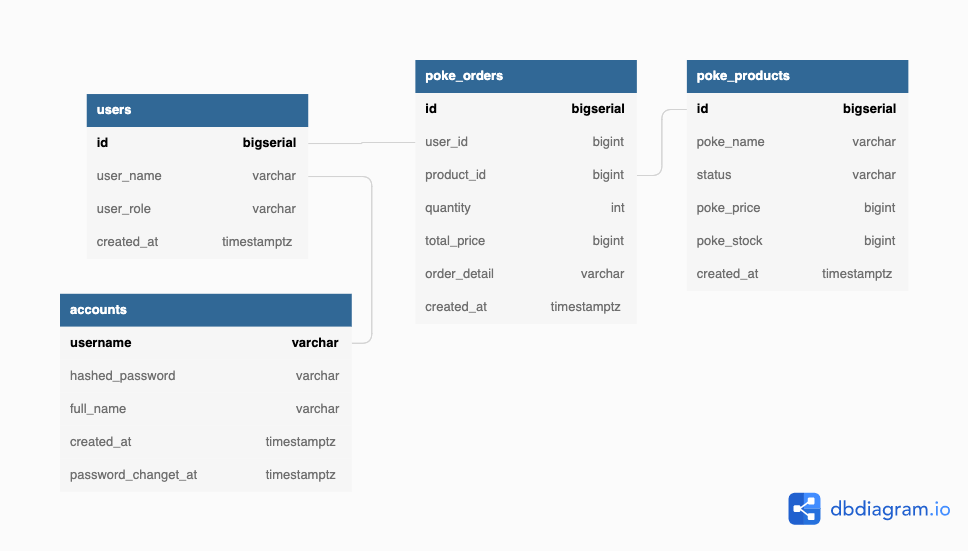 users
id bigserial
user_name varchar
user_role varchar
created_at timestamptz
accounts
username varchar
hashed_password varchar
full_name varchar
created_at timestamptz
password_changet_at timestamptz
poke_orders
id bigserial
user_id bigint
product_id bigint
quantity int
total_price bigint
order_detail varchar
created_at timestamptz
poke_products
id bigserial
poke_name varchar
status varchar
poke_price bigint
poke_stock bigint
created_at timestamptz
dbdiagram.io